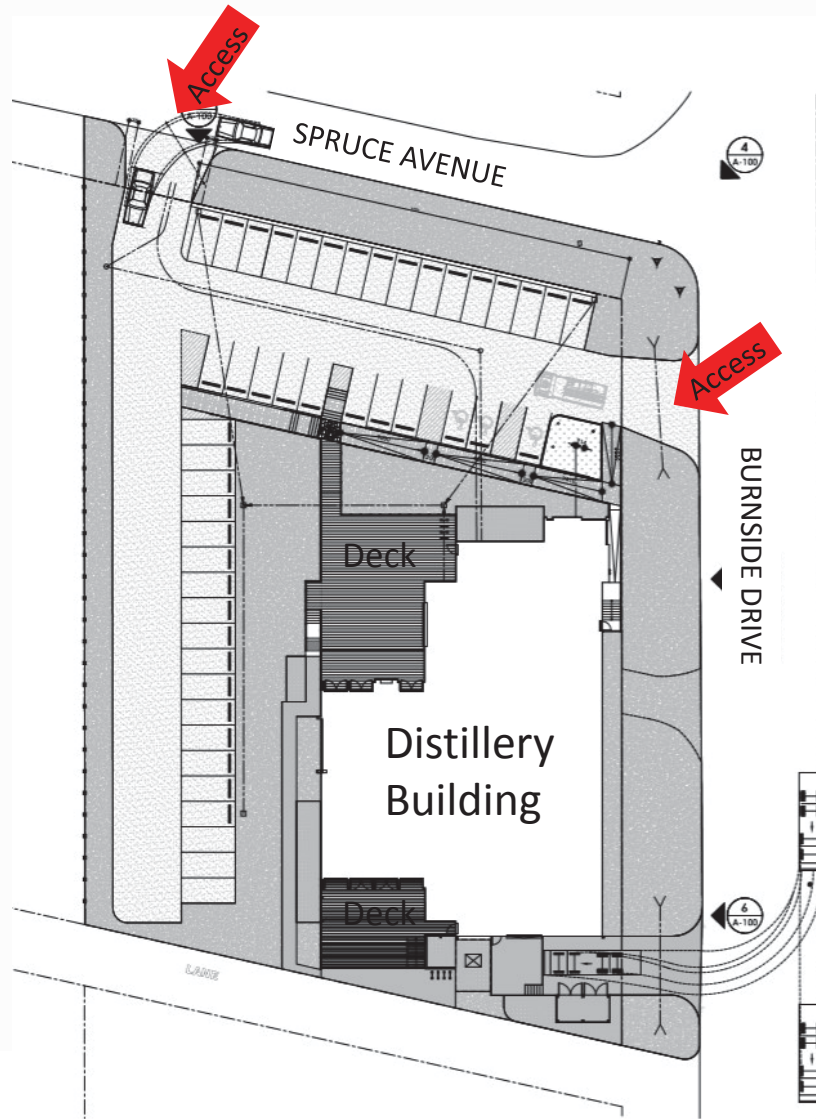 Access
A-100
SPRUCE AVENUE
4
A-100
Access
BURNSIDE DRIVE
Deck
Distillery
Building
Deck
6
A-100
LANE